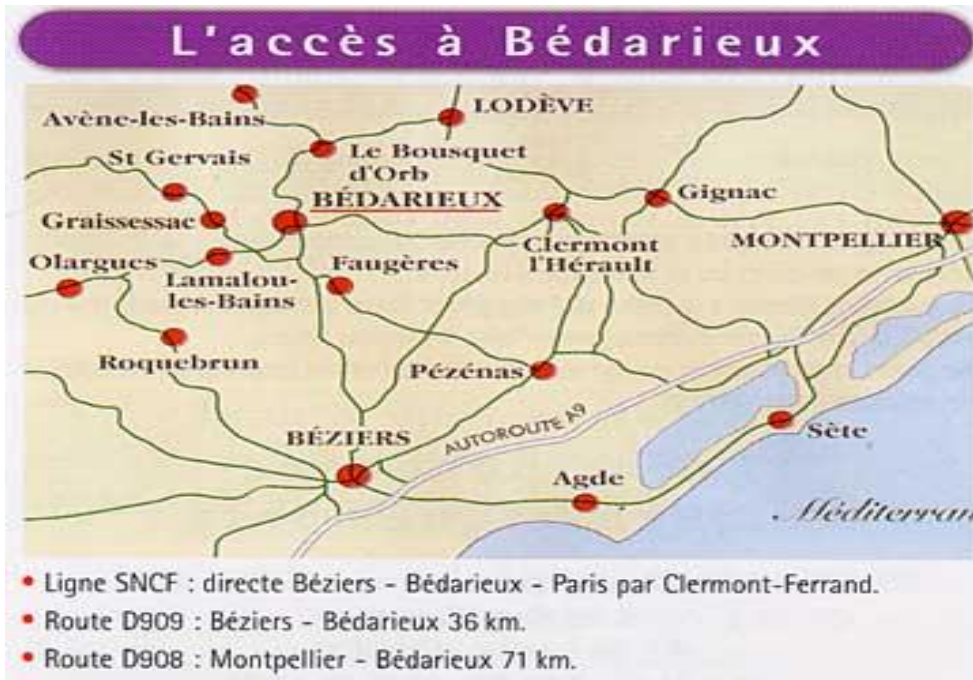 L'accès à Bédarieux
LODÈVE
Avène-les-Bains
St Gervais
Le Bousquet
d'Orb
BÉDARIEUX
Gignac
Graissessac
Clermont
l'Hérault
MONTPELLIER
Olargues
Lamalou-
les-Bains
Faugères
Roquebrun
Pézénas
BÉZIERS
AUTOROUTE A9
Sète
Agde
Méditerran
• Ligne SNCF : directe Béziers - Bédarieux - Paris par Clermont-Ferrand.
• Route D909 : Béziers - Bédarieux 36 km.
• Route D908 : Montpellier - Bédarieux 71 km.